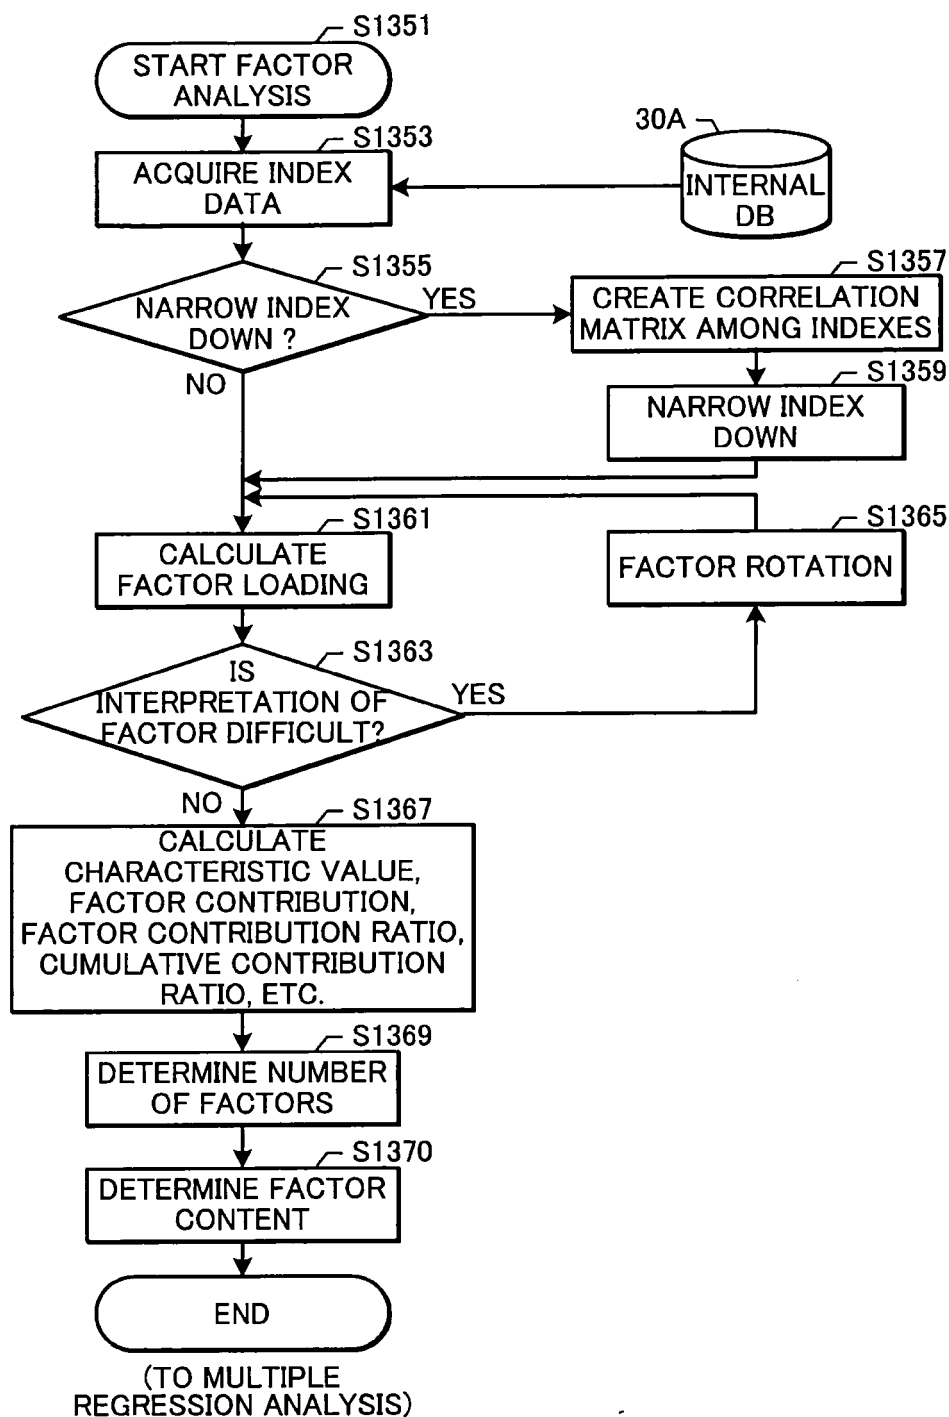 S1351
START FACTOR
ANALYSIS
S1353
30A
ACQUIRE INDEX
DATA
INTERNAL
DB
S1355
S1357
NARROW INDEX
DOWN ?
YES
CREATE CORRELATION
MATRIX AMONG INDEXES
NO
S1359
NARROW INDEX
DOWN
S1361
S1365
CALCULATE
FACTOR LOADING
FACTOR ROTATION
S1363
IS
INTERPRETATION OF
FACTOR DIFFICULT?
YES
NO
S1367
CALCULATE
CHARACTERISTIC VALUE,
FACTOR CONTRIBUTION,
FACTOR CONTRIBUTION RATIO,
CUMULATIVE CONTRIBUTION
RATIO, ETC.
S1369
DETERMINE NUMBER
OF FACTORS
S1370
DETERMINE FACTOR
CONTENT
END
(TO MULTIPLE
REGRESSION ANALYSIS)